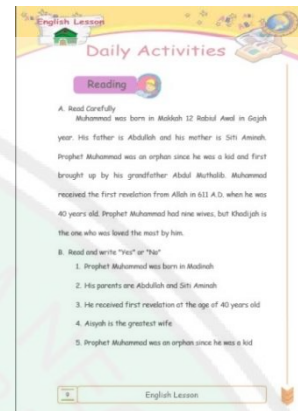 English Lesson
Daily Activities
Reading
A. Read Carefully
Muhammad was born in Makkah 12 Rabiul Awal in Gajah
year. His father is Abdullah and his mother is Siti Aminah.
Prophet Muhammad was an orphan since he was a kid and first
brought up by his grandfather Abdul Muthalib. Muhammad
received the first revelation from Allah in 611 A.D. when he was
40 years old. Prophet Muhammad had nine wives, but Khadijah is
the one who was loved the most by him.
B. Read and write "Yes" or "No"
1. Prophet Muhammad was born in Madinah
2. His parents are Abdullah and Siti Aminah
3. He received first revelation at the age of 40 years old
4. Aisyah is the greatest wife
5. Prophet Muhammad was an orphan since he was a kid
English Lesson